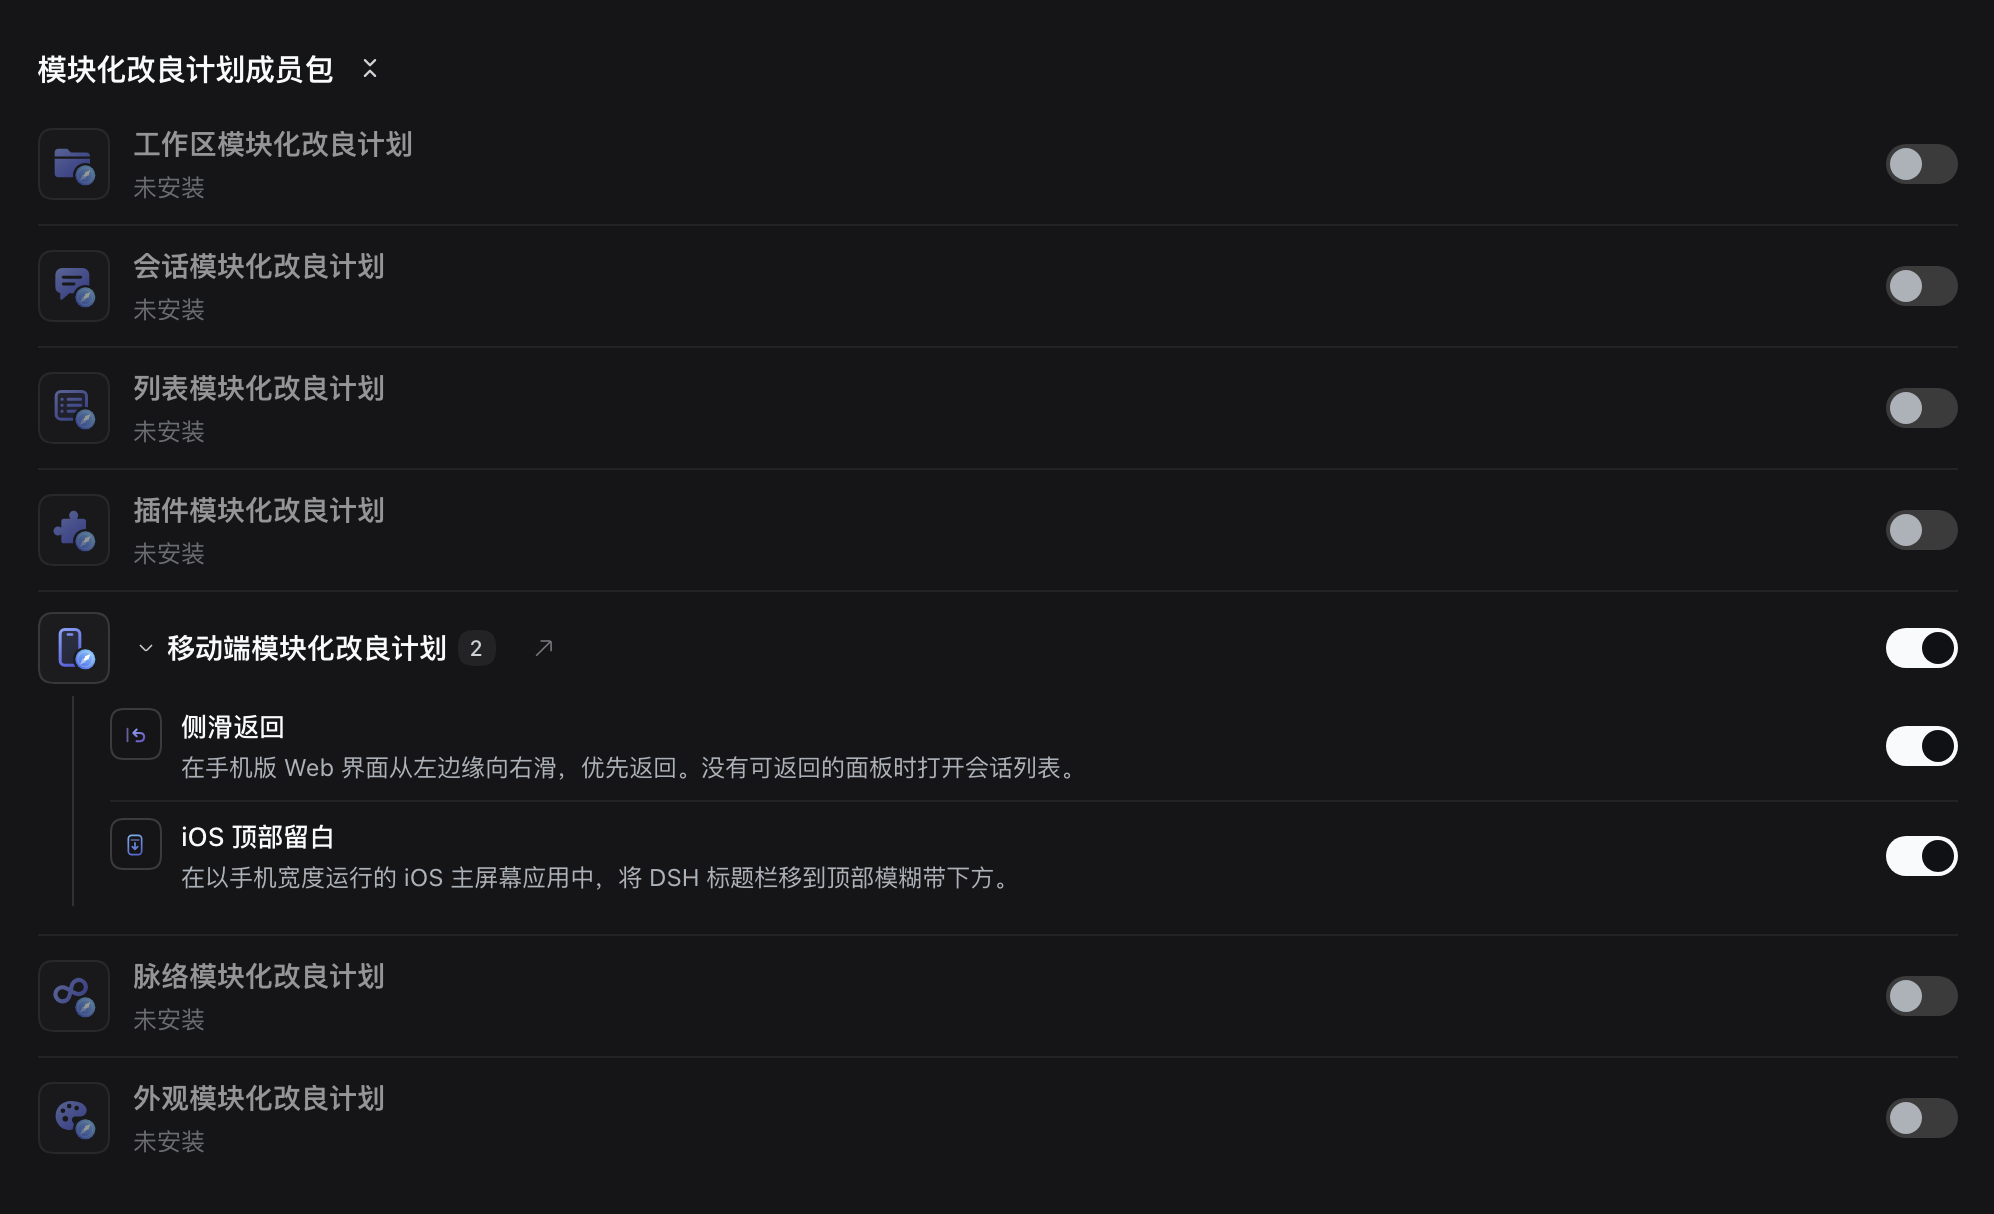 模块化改良计划成员包
工作区模块化改良计划
未安装
会话模块化改良计划
未安装
列表模块化改良计划
未安装
插件模块化改良计划
未安装
移动端模块化改良计划 2
侧滑返回
在手机版 Web 界面从左边缘向右滑，优先返回。没有可返回的面板时打开会话列表。
iOS 顶部留白
在以手机宽度运行的 iOS 主屏幕应用中，将 DSH 标题栏移到顶部模糊带下方。
脉络模块化改良计划
未安装
外观模块化改良计划
未安装